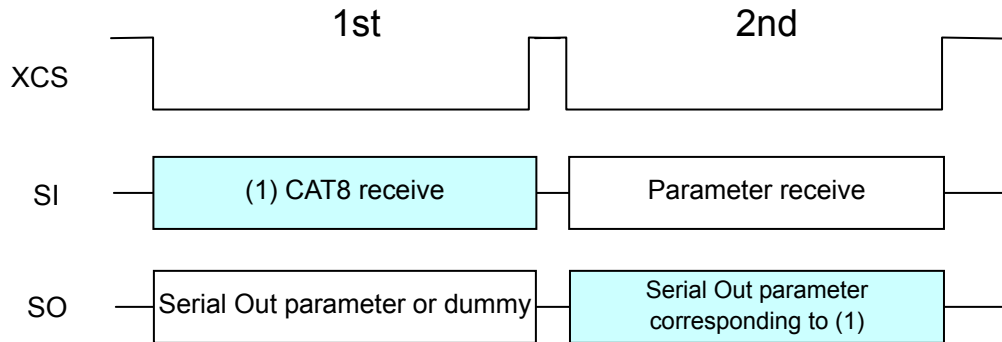 1st
2nd
XCS
SI
(1) CAT8 receive
Parameter receive
SO
Serial Out parameter or dummy
Serial Out parameter
corresponding to (1)